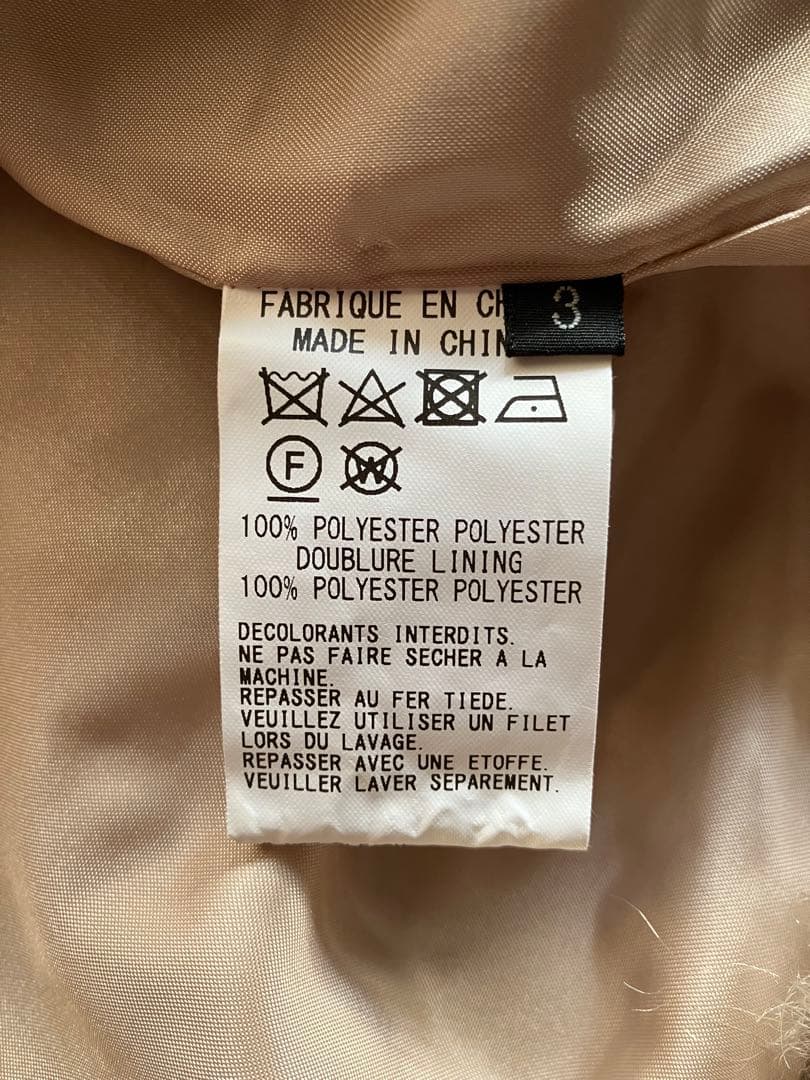 FABRIQUE EN CH
3
MADE IN CHIN
F
W
100% POLYESTER POLYESTER
DOUBLURE LINING
100% POLYESTER POLYESTER
DECOLORANTS INTERDITS.
NE PAS FAIRE SECHER A LA
MACHINE.
REPASSER AU FER TIEDE.
VEUILLEZ UTILISER UN FILET
LORS DU LAVAGE.
REPASSER AVEC UNE ETOFFE.
VEUILLER LAVER SEPAREMENT.